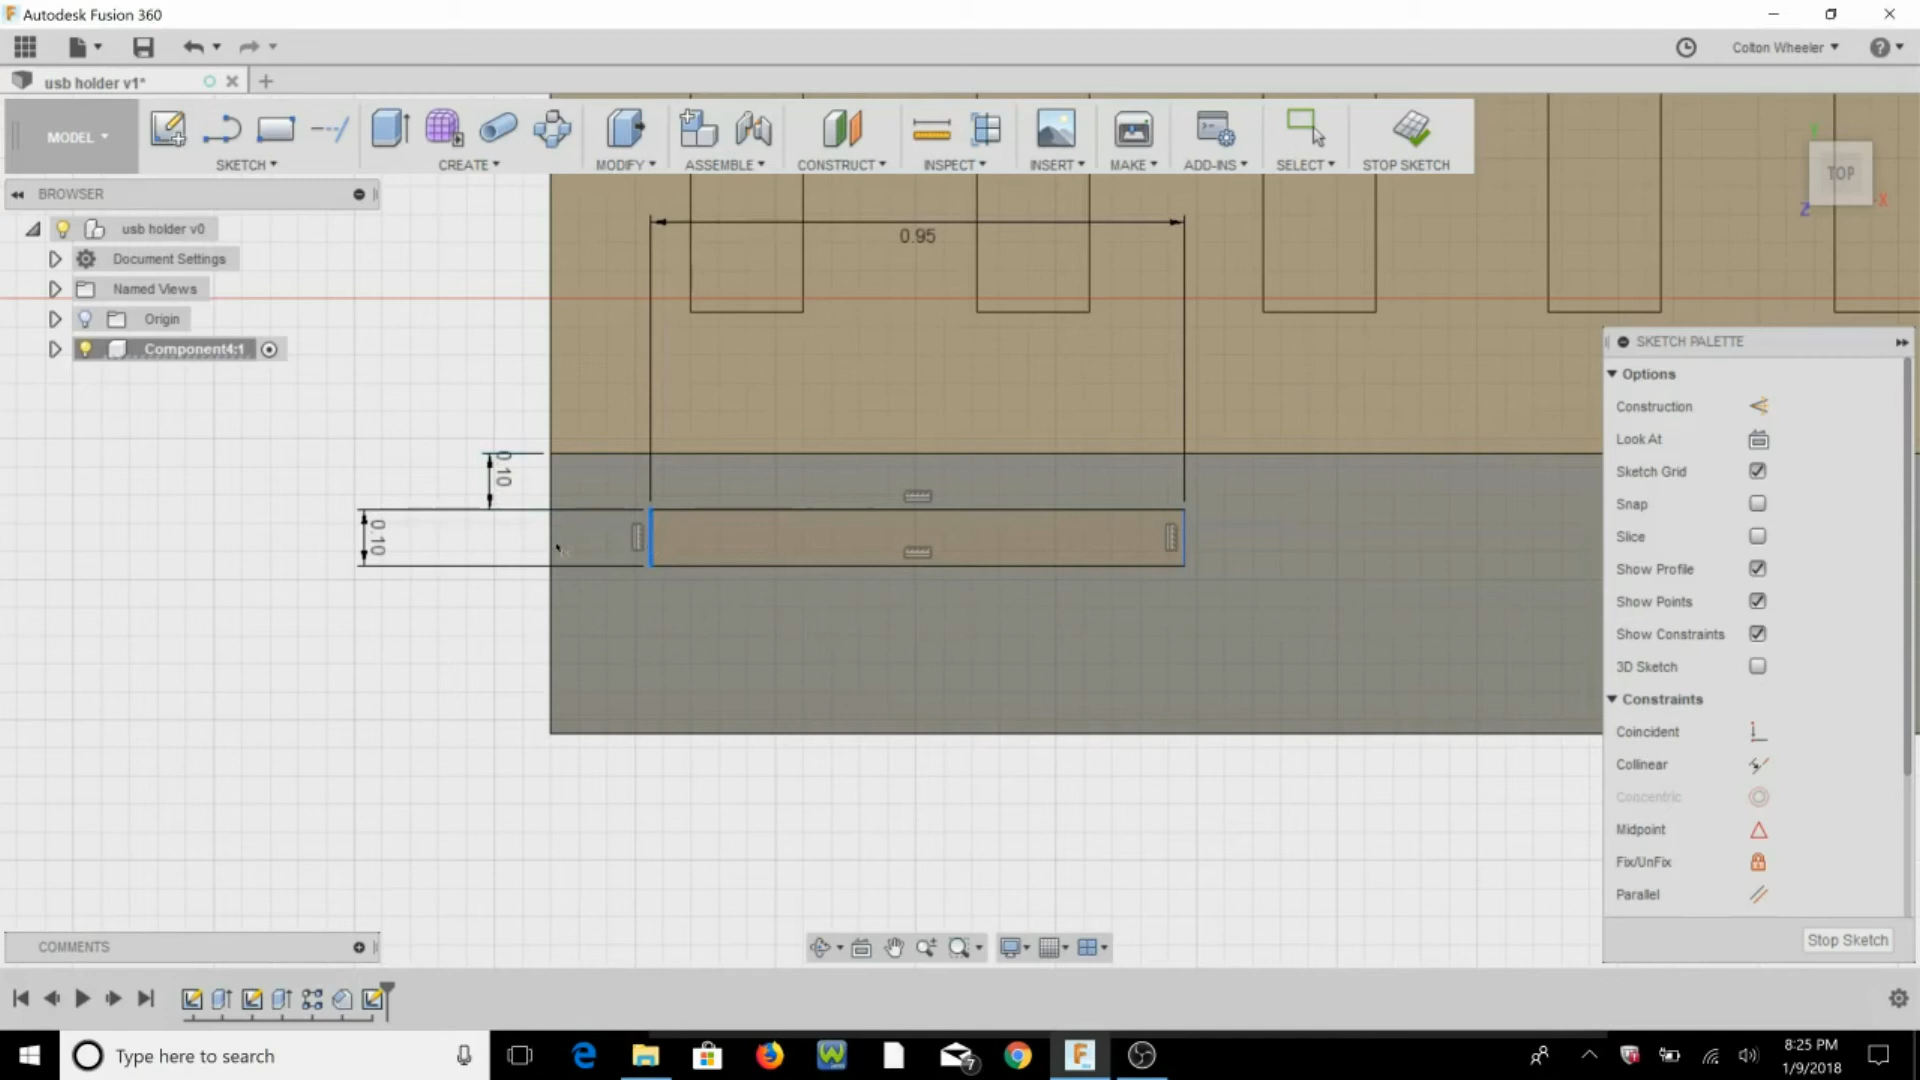 Autodesk Fusion 360
Colton Wheeler
usb holder v1*
MODEL
SKETCH
CREATE
MODIFY
ASSEMBLE
CONSTRUCT
INSPECT
INSERT
MAKE
ADD-INS
SELECT
STOP SKETCH
TOP
Y
X
Z
BROWSER
usb holder v0
Document Settings
Named Views
Origin
Component4:1
0.95
0.10
0.10
SKETCH PALETTE
Options
Construction
Look At
Sketch Grid
Snap
Slice
Show Profile
Show Points
Show Constraints
3D Sketch
Constraints
Coincident
Collinear
Concentric
Midpoint
Fix/UnFix
Parallel
Stop Sketch
COMMENTS
Type here to search
7
8:25 PM
1/9/2018